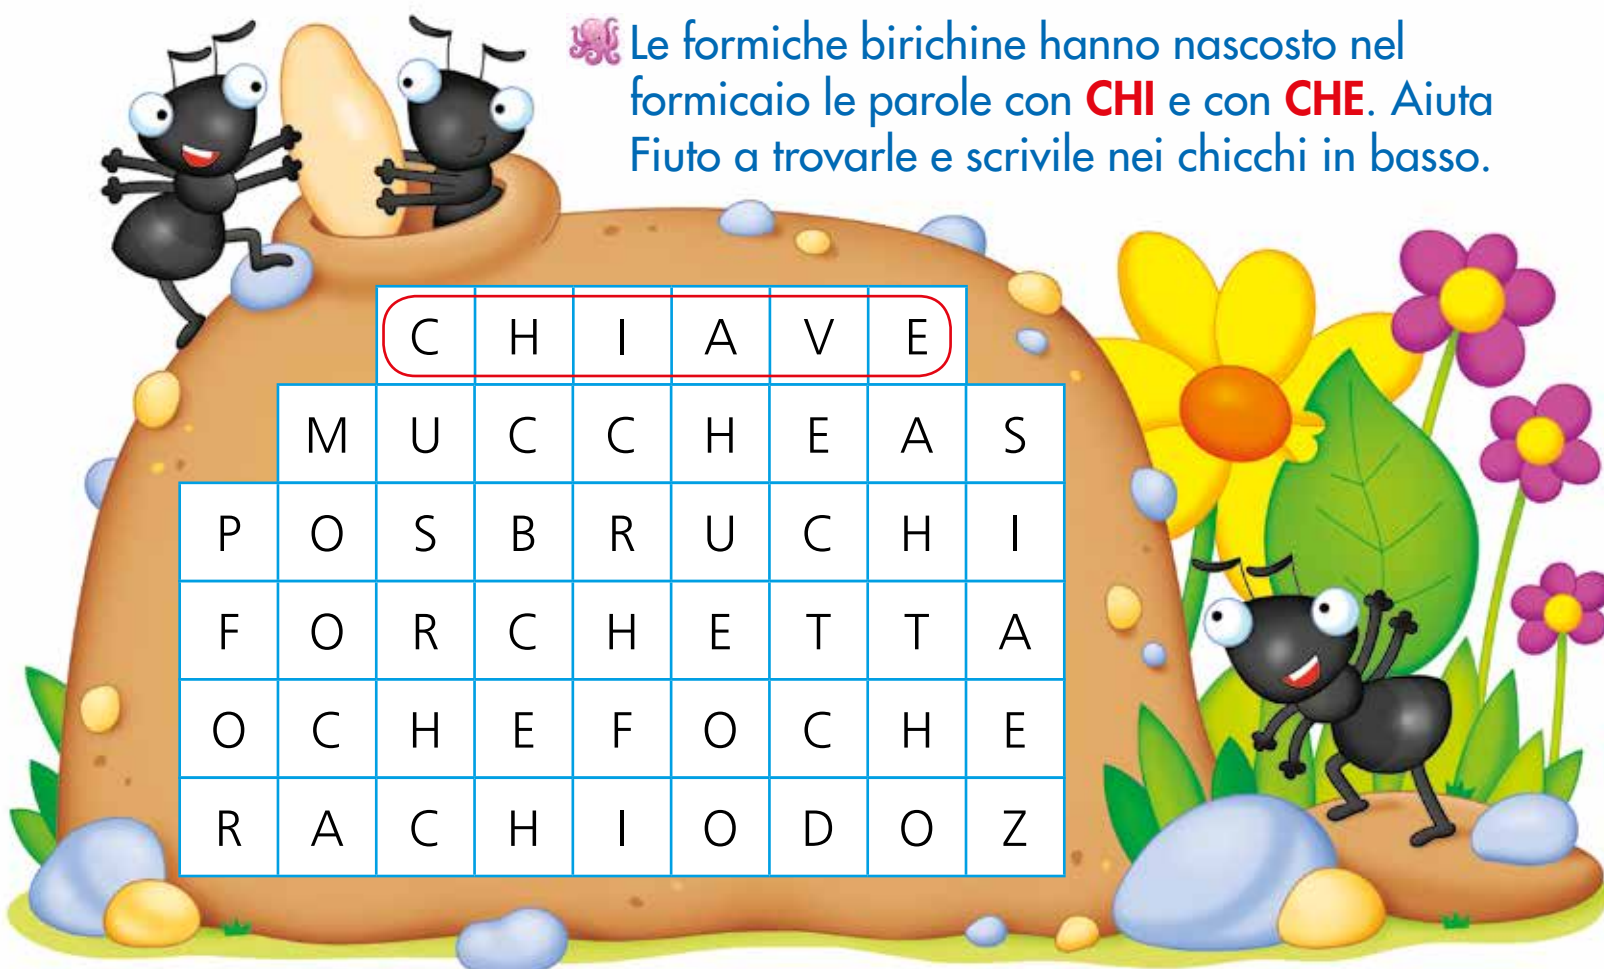 Le formiche birichine hanno nascosto nel
formicaio le parole con CHI e con CHE. Aiuta
Fiuto a trovarle e scrivile nei chicchi in basso.
C H I A V E
M U C C H E A S
P O S B R U C H I
F O R C H E T T A
O C H E F O C H E
R A C H I O D O Z